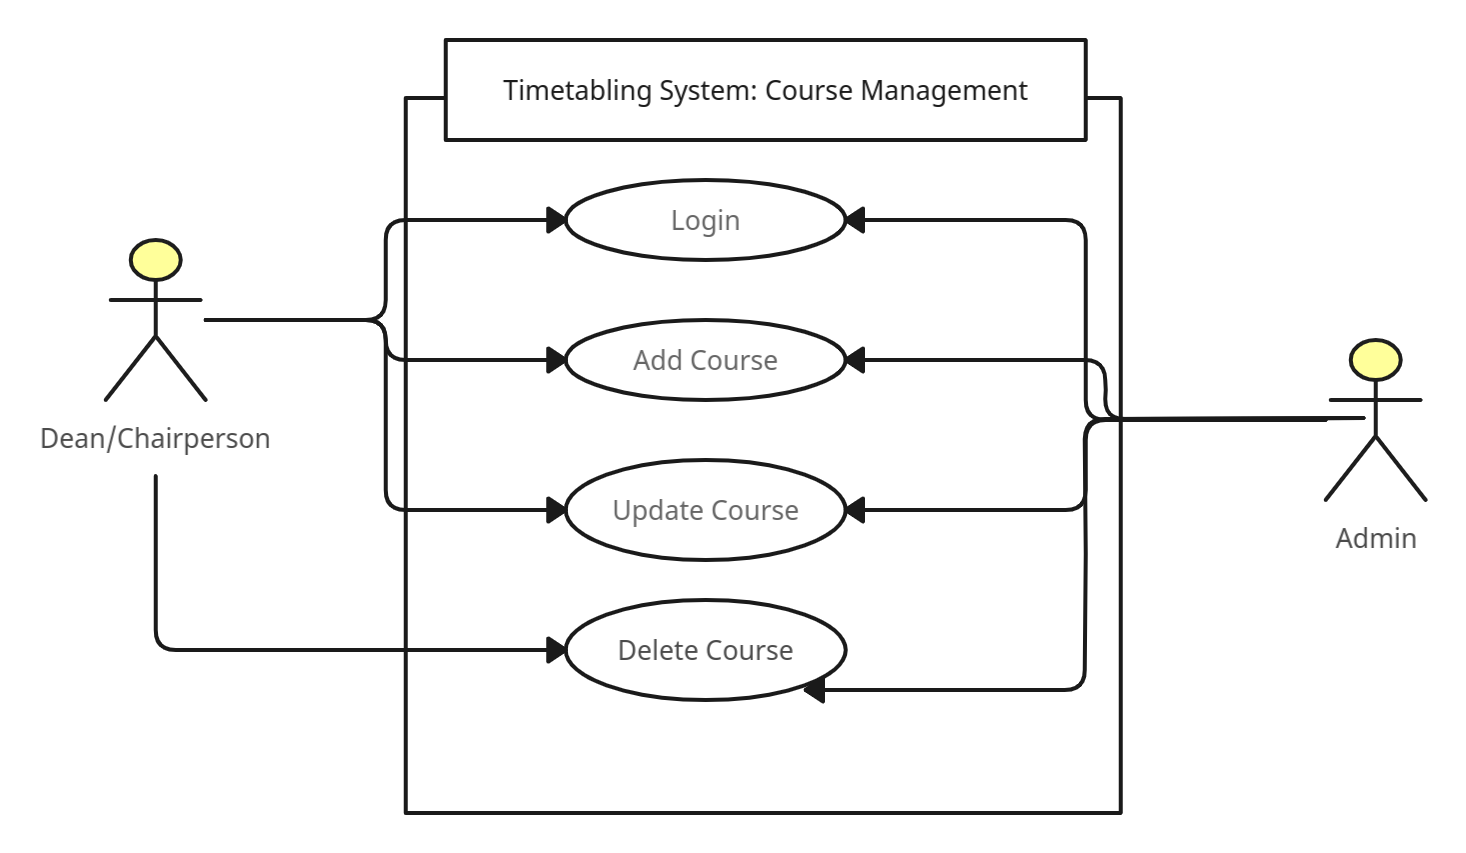 Timetabling System: Course Management
Login
Add Course
Update Course
Delete Course
Dean/Chairperson
Admin